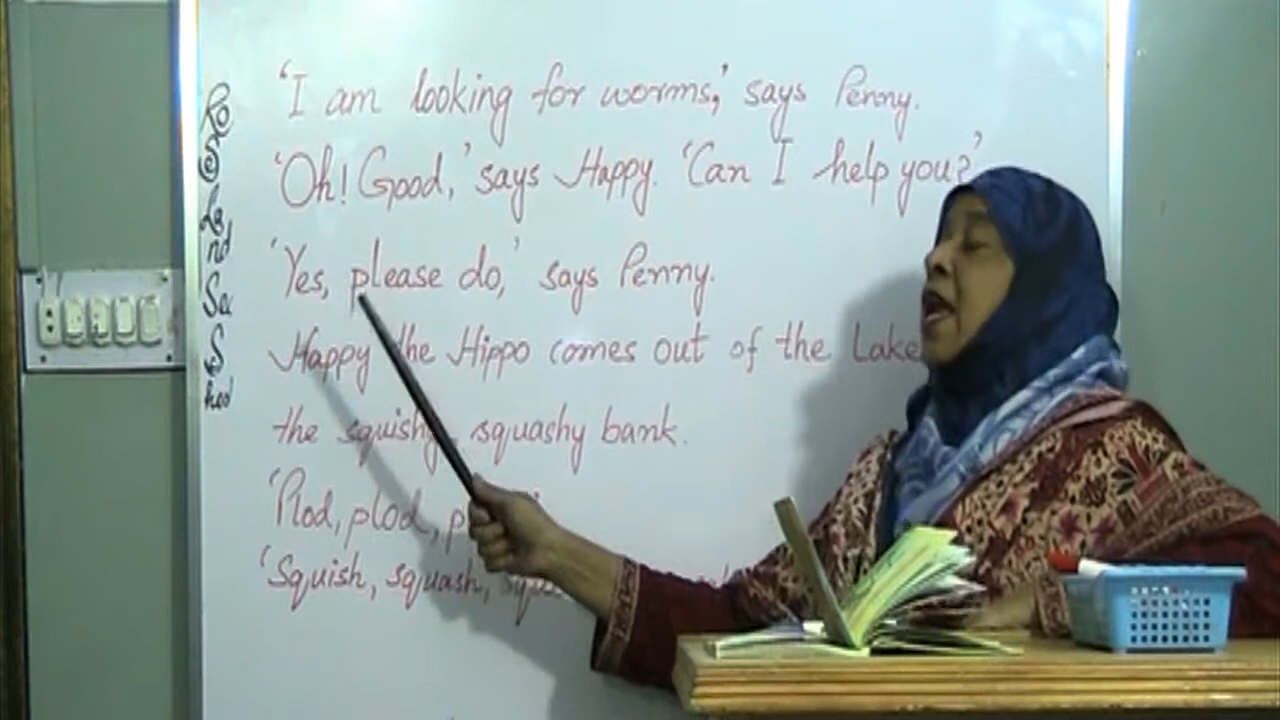 'I am looking for worms,' says Penny.
'Oh! Good,' says Happy. 'Can I help you?'
'Yes, please do,' says Penny.
Happy the Hippo comes out of the Lake
the squishy, squashy bank.
'Plod, plod,
'Squish, squash,